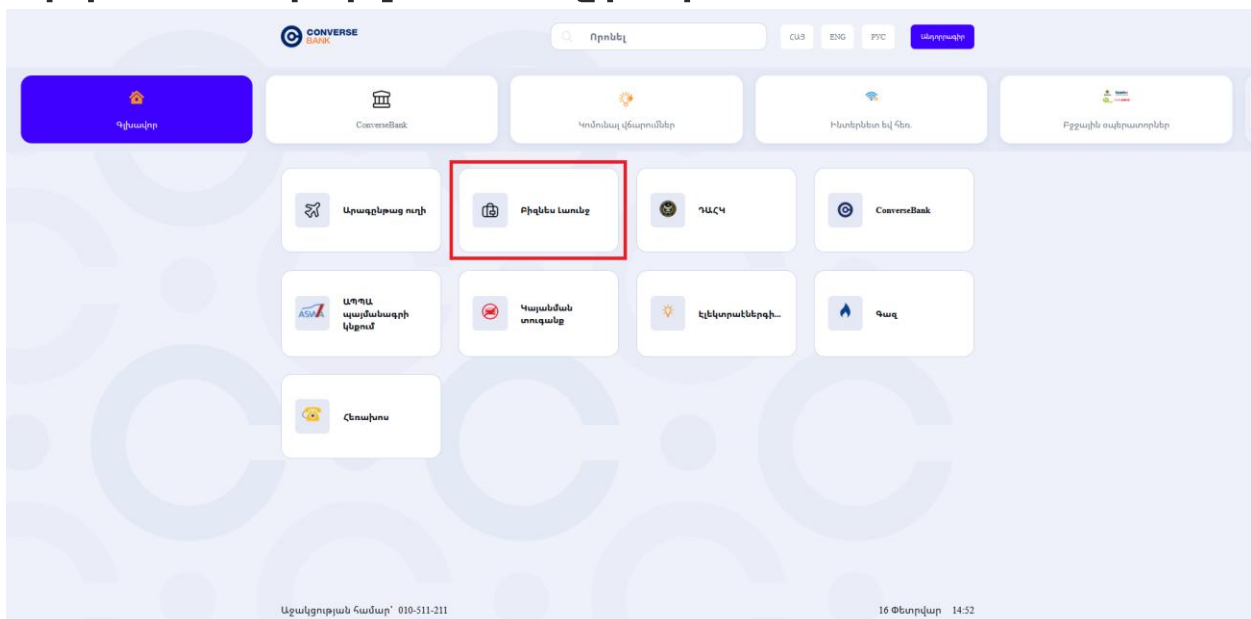 CONVERSE
BANK
Որոնել
ՀԱՅ
ENG
РУС
Անդորրագիր
Գլխավոր
ConverseBank
Կոմունալ վճարումներ
Ինտերնետ եվ հեռ.
Բջջային օպերատորներ
Արագընթաց ուղի
Բիզնես Լաունջ
ԴԱՀԿ
ConverseBank
ASWA
ԱՊՊԱ
պայմանագրի
կնքում
Կայանման
տուգանք
Էլեկտրաէներգի...
Գազ
Հեռախոս
Աջակցության համար՝ 010-511-211
16 Փետրվար 14:52